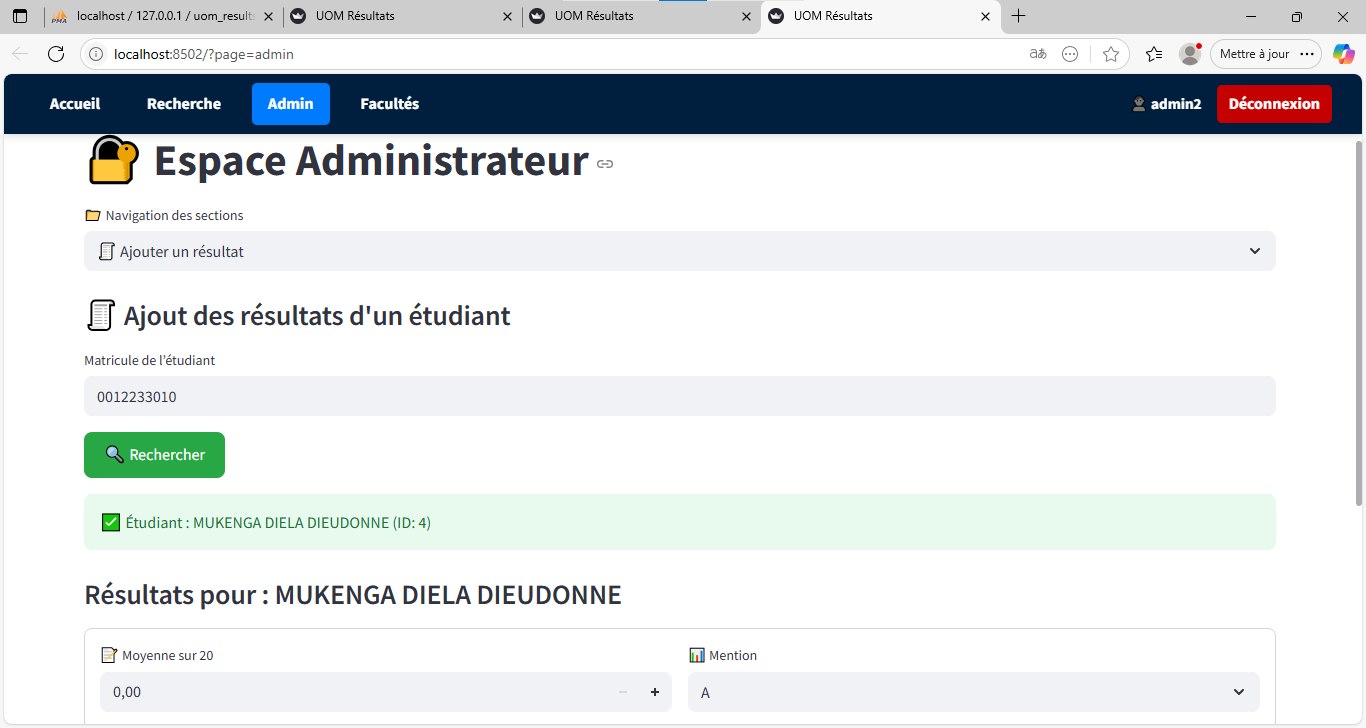 localhost / 127.0.0.1 / uom_result
UOM Résultats
UOM Résultats
UOM Résultats
localhost:8502/?page=admin
Mettre à jour
Accueil
Recherche
Admin
Facultés
admin2
Déconnexion
Espace Administrateur
Navigation des sections
Ajouter un résultat
Ajout des résultats d'un étudiant
Matricule de l'étudiant
0012233010
Rechercher
Étudiant : MUKENGA DIELA DIEUDONNE (ID: 4)
Résultats pour : MUKENGA DIELA DIEUDONNE
Moyenne sur 20
Mention
0,00
A